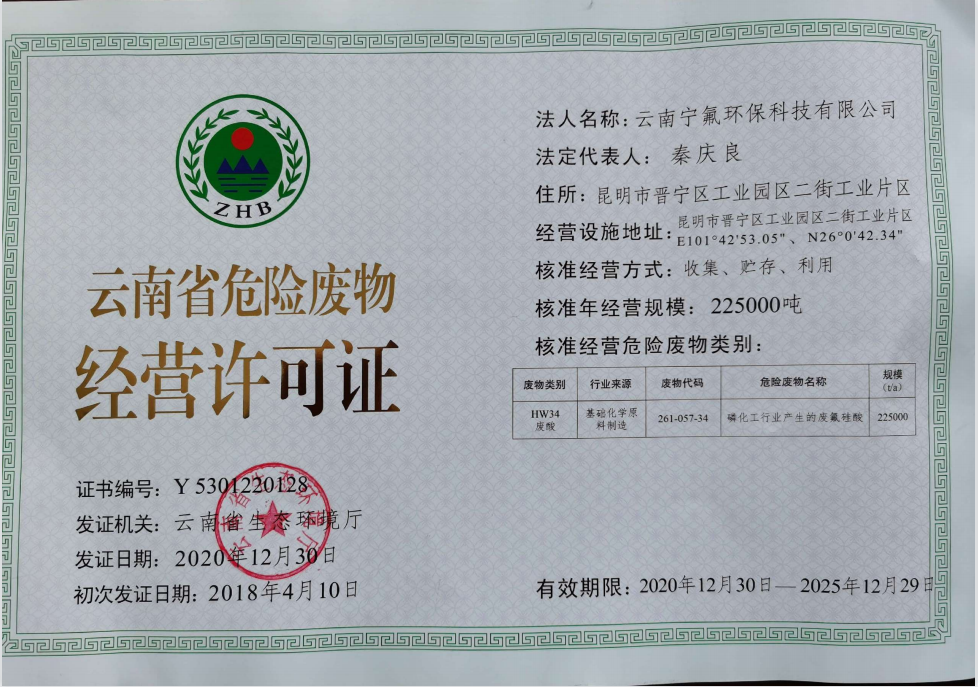 ZHB
云南省危险废物
经营许可证
证书编号：Y 5301220128
发证机关：云南省生态环境厅
发证日期：2020年12月30日
初次发证日期：2018年4月10日
云南省生态环境厅
法人名称：云南宁氟环保科技有限公司
法定代表人：秦庆良
住所：昆明市晋宁区工业园区二街工业片区
经营设施地址：昆明市晋宁区工业园区二街工业片区
E101°42'53.05"、N26°0'42.34"
核准经营方式：收集、贮存、利用
核准年经营规模：225000吨
核准经营危险废物类别：
废物类别 行业来源 废物代码 危险废物名称 规模
（t/a）
HW34 基础化学原 261-057-34 磷化工行业产生的废氟硅酸 225000
废酸 料制造
有效期限：2020年12月30日—2025年12月29日